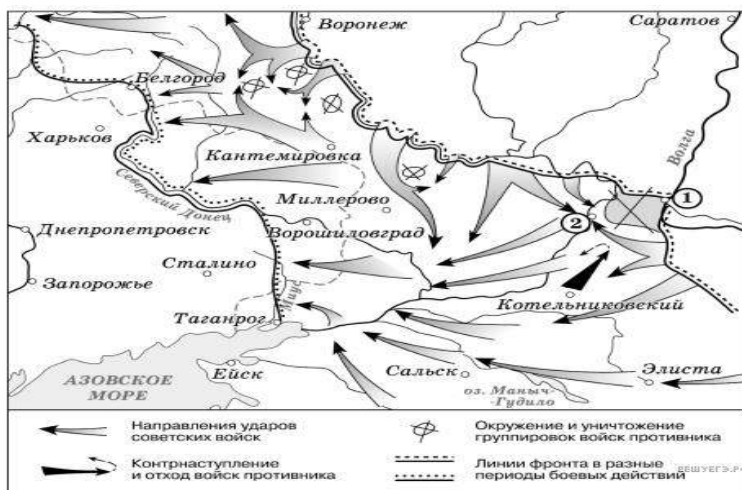 Воронеж
Саратов
Белгород
Волга
Харьков
Кантемировка
Северский Донец
Миллерово
1
2
Днепропетровск
Ворошиловград
Сталино
Запорожье
Миус
Котельниковский
Таганрог
Ейск
Сальск
Элиста
АЗОВСКОЕ
МОРЕ
оз. Маныч-
-Гудило
Направления ударов
советских войск
Окружение и уничтожение
группировок войск противника
Контрнаступление
и отход войск противника
Линии фронта в разные
периоды боевых действий
РЕШУЕГЭ.РФ